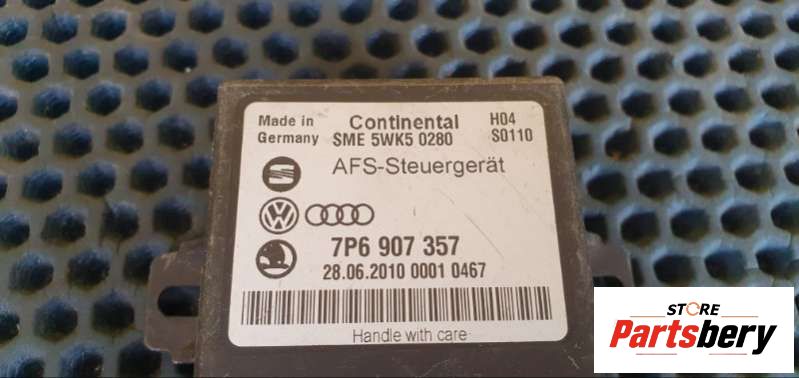 Made in Germany
Continental
SME 5WK5 0280
H04
S0110
AFS-Steuergerät
7P6 907 357
28.06.2010 0001 0467
Handle with care
STORE
Partsbery